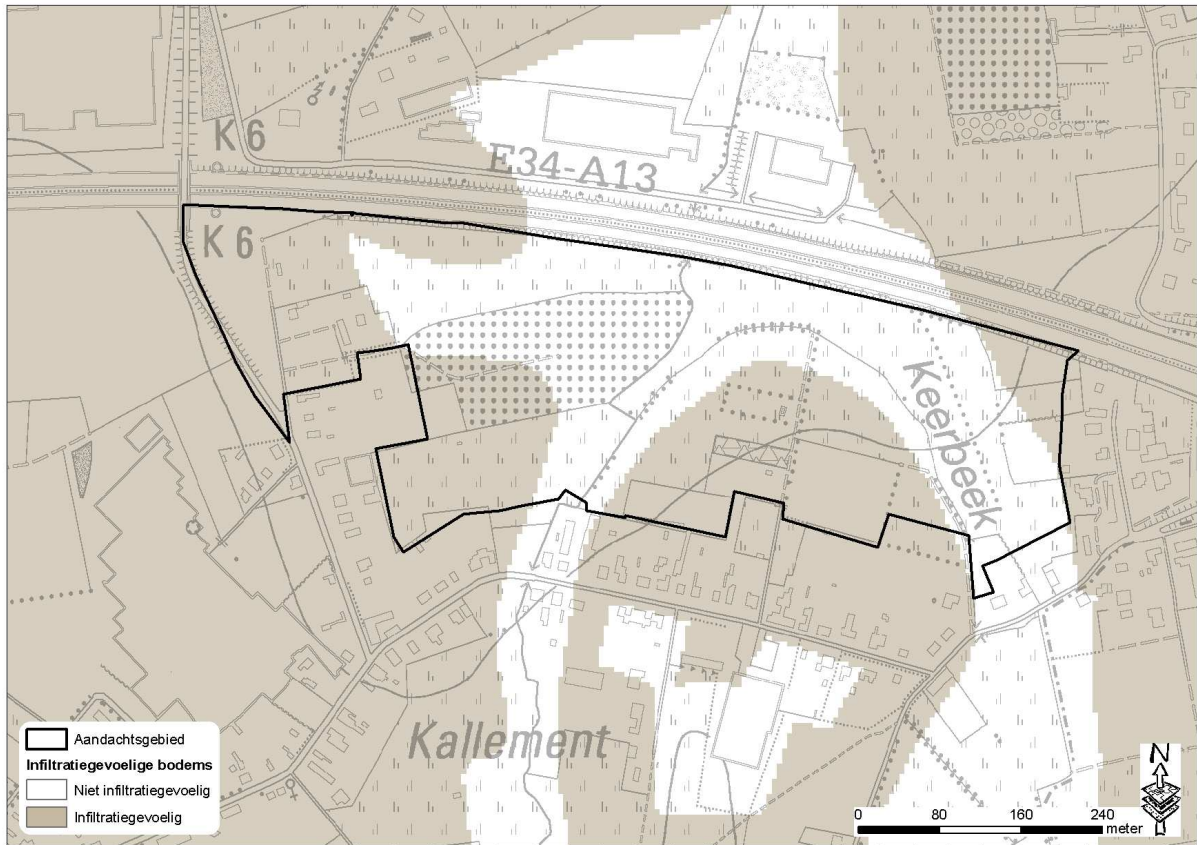 K 6
E34-A13
K 6
Keerbeek
Kallement
Aandachtsgebied
Infiltratiegevoelige bodems
Niet infiltratiegevoelig
Infiltratiegevoelig
N
0 80 160 240
meter